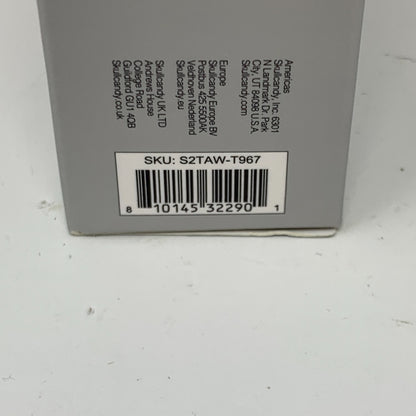 Americas
Skullcandy, Inc. 6301
N Landmark Dr. Park
City, UT 84098 U.S.A.
Skullcandy.com
Europe
Skullcandy Europe BV
Postbus 425 5500AK
Veldhoven Nederland
Skullcandy.eu
Skullcandy UK LTD
Andrews House
College Road
Guildford GU1 4QB
Skullcandy.co.uk
SKU: S2TAW-T967
8 10145 32290 1